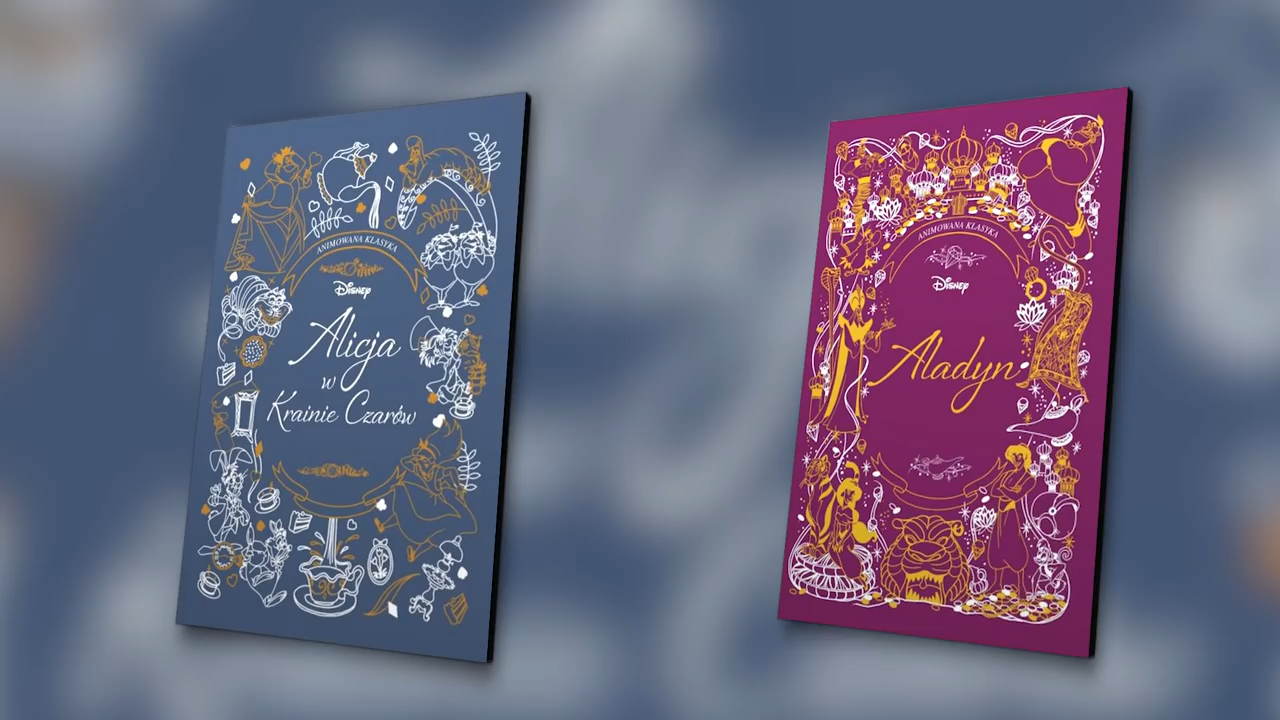 ANIMOWANA KLASYKA
Disney
Alicja
w
Krainie Czarów
ANIMOWANA KLASYKA
Disney
Aladyn